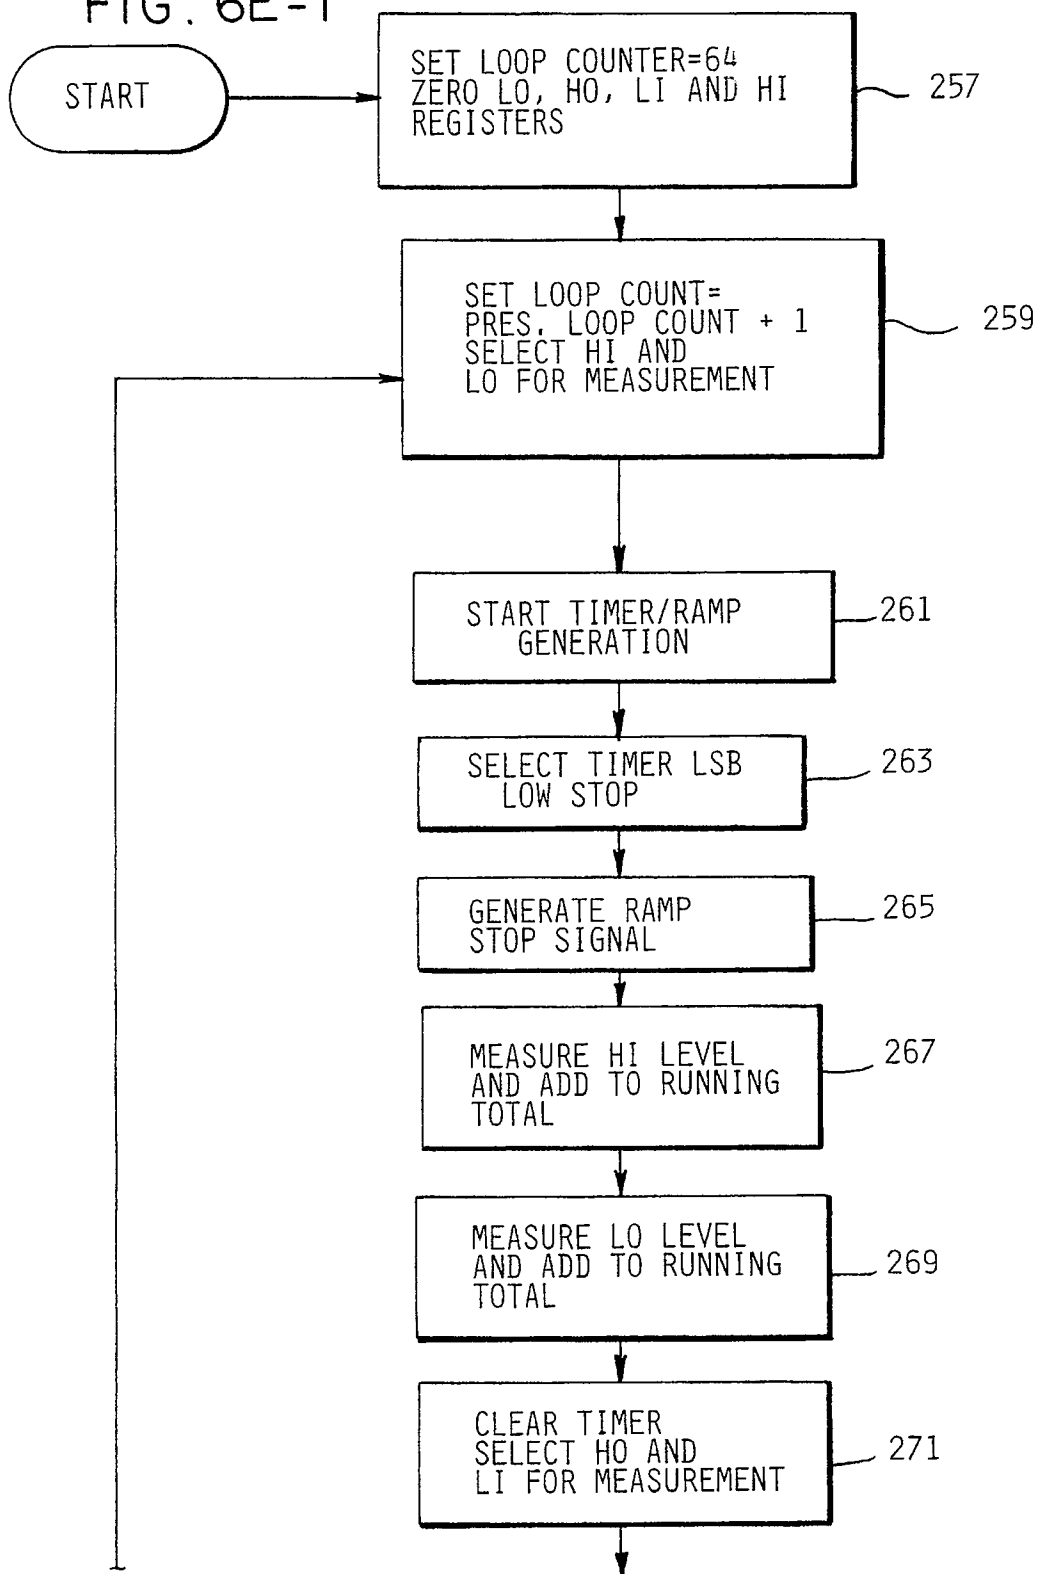 FIG. 6E-1
START
SET LOOP COUNTER=64
ZERO LO, HO, LI AND HI
REGISTERS
257
SET LOOP COUNT=
PRES. LOOP COUNT + 1
SELECT HI AND
LO FOR MEASUREMENT
259
START TIMER/RAMP
GENERATION
261
SELECT TIMER LSB
LOW STOP
263
GENERATE RAMP
STOP SIGNAL
265
MEASURE HI LEVEL
AND ADD TO RUNNING
TOTAL
267
MEASURE LO LEVEL
AND ADD TO RUNNING
TOTAL
269
CLEAR TIMER
SELECT HO AND
LI FOR MEASUREMENT
271